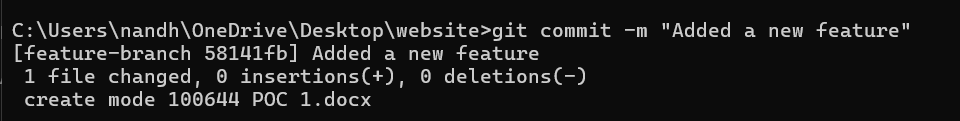 C:\Users\nandh\OneDrive\Desktop\website>git commit -m "Added a new feature"
[feature-branch 58141fb] Added a new feature
 1 file changed, 0 insertions(+), 0 deletions(-)
 create mode 100644 POC 1.docx